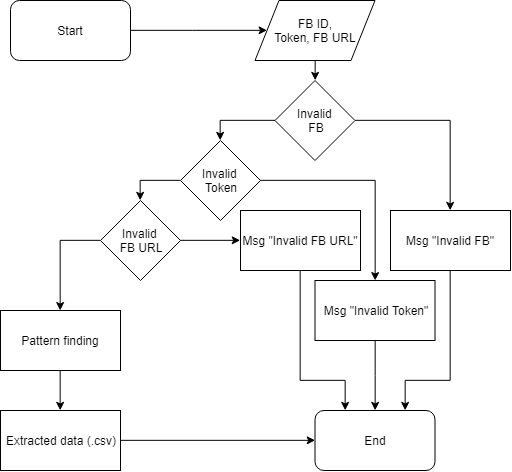 Start
FB ID,
Token, FB URL
Invalid
FB
Invalid
Token
Invalid
FB URL
Msg "Invalid FB URL"
Msg "Invalid FB"
Msg "Invalid Token"
Pattern finding
Extracted data (.csv)
End